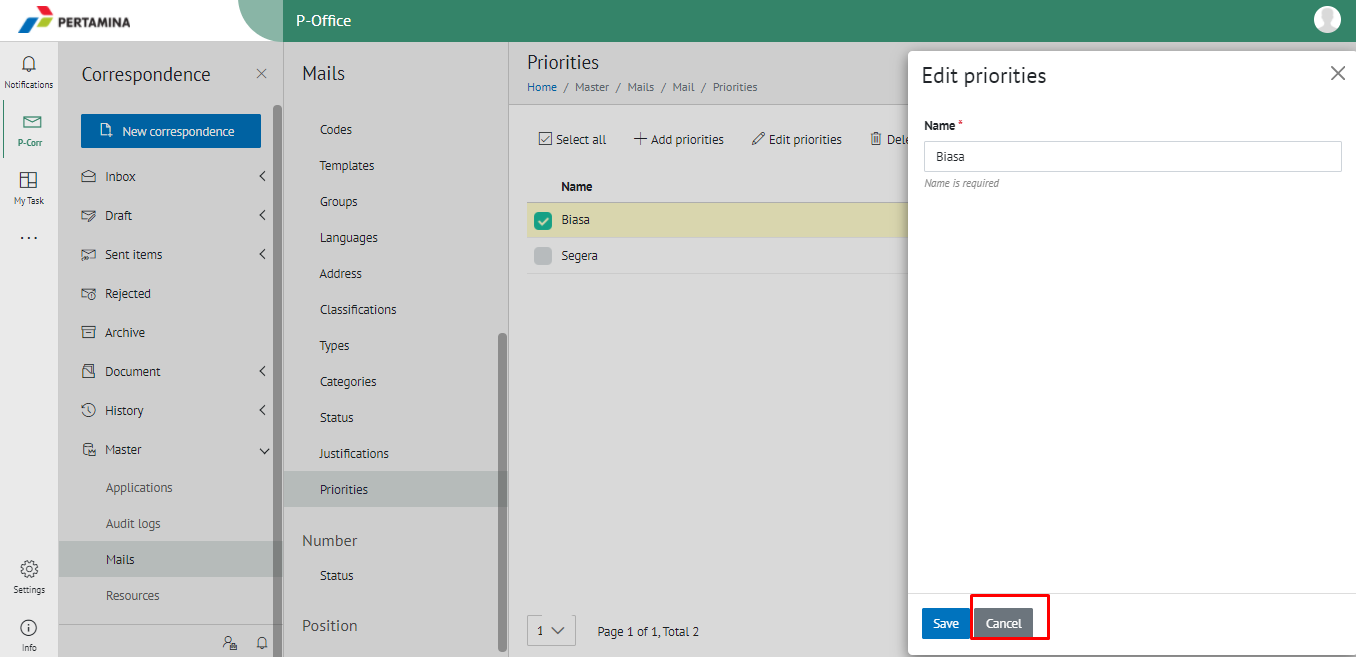 PERTAMINA
P-Office
Notifications
P-Corr
My Task
...
Settings
Info
Correspondence
New correspondence
Inbox
Draft
Sent items
Rejected
Archive
Document
History
Master
Applications
Audit logs
Mails
Resources
Mails
Codes
Templates
Groups
Languages
Address
Classifications
Types
Categories
Status
Justifications
Priorities
Number
Status
Position
Priorities
Home / Master / Mails / Mail / Priorities
Select all Add priorities Edit priorities Dele
Name
Biasa
Segera
1 Page 1 of 1, Total 2
Edit priorities
Name *
Biasa
Name is required
Save Cancel